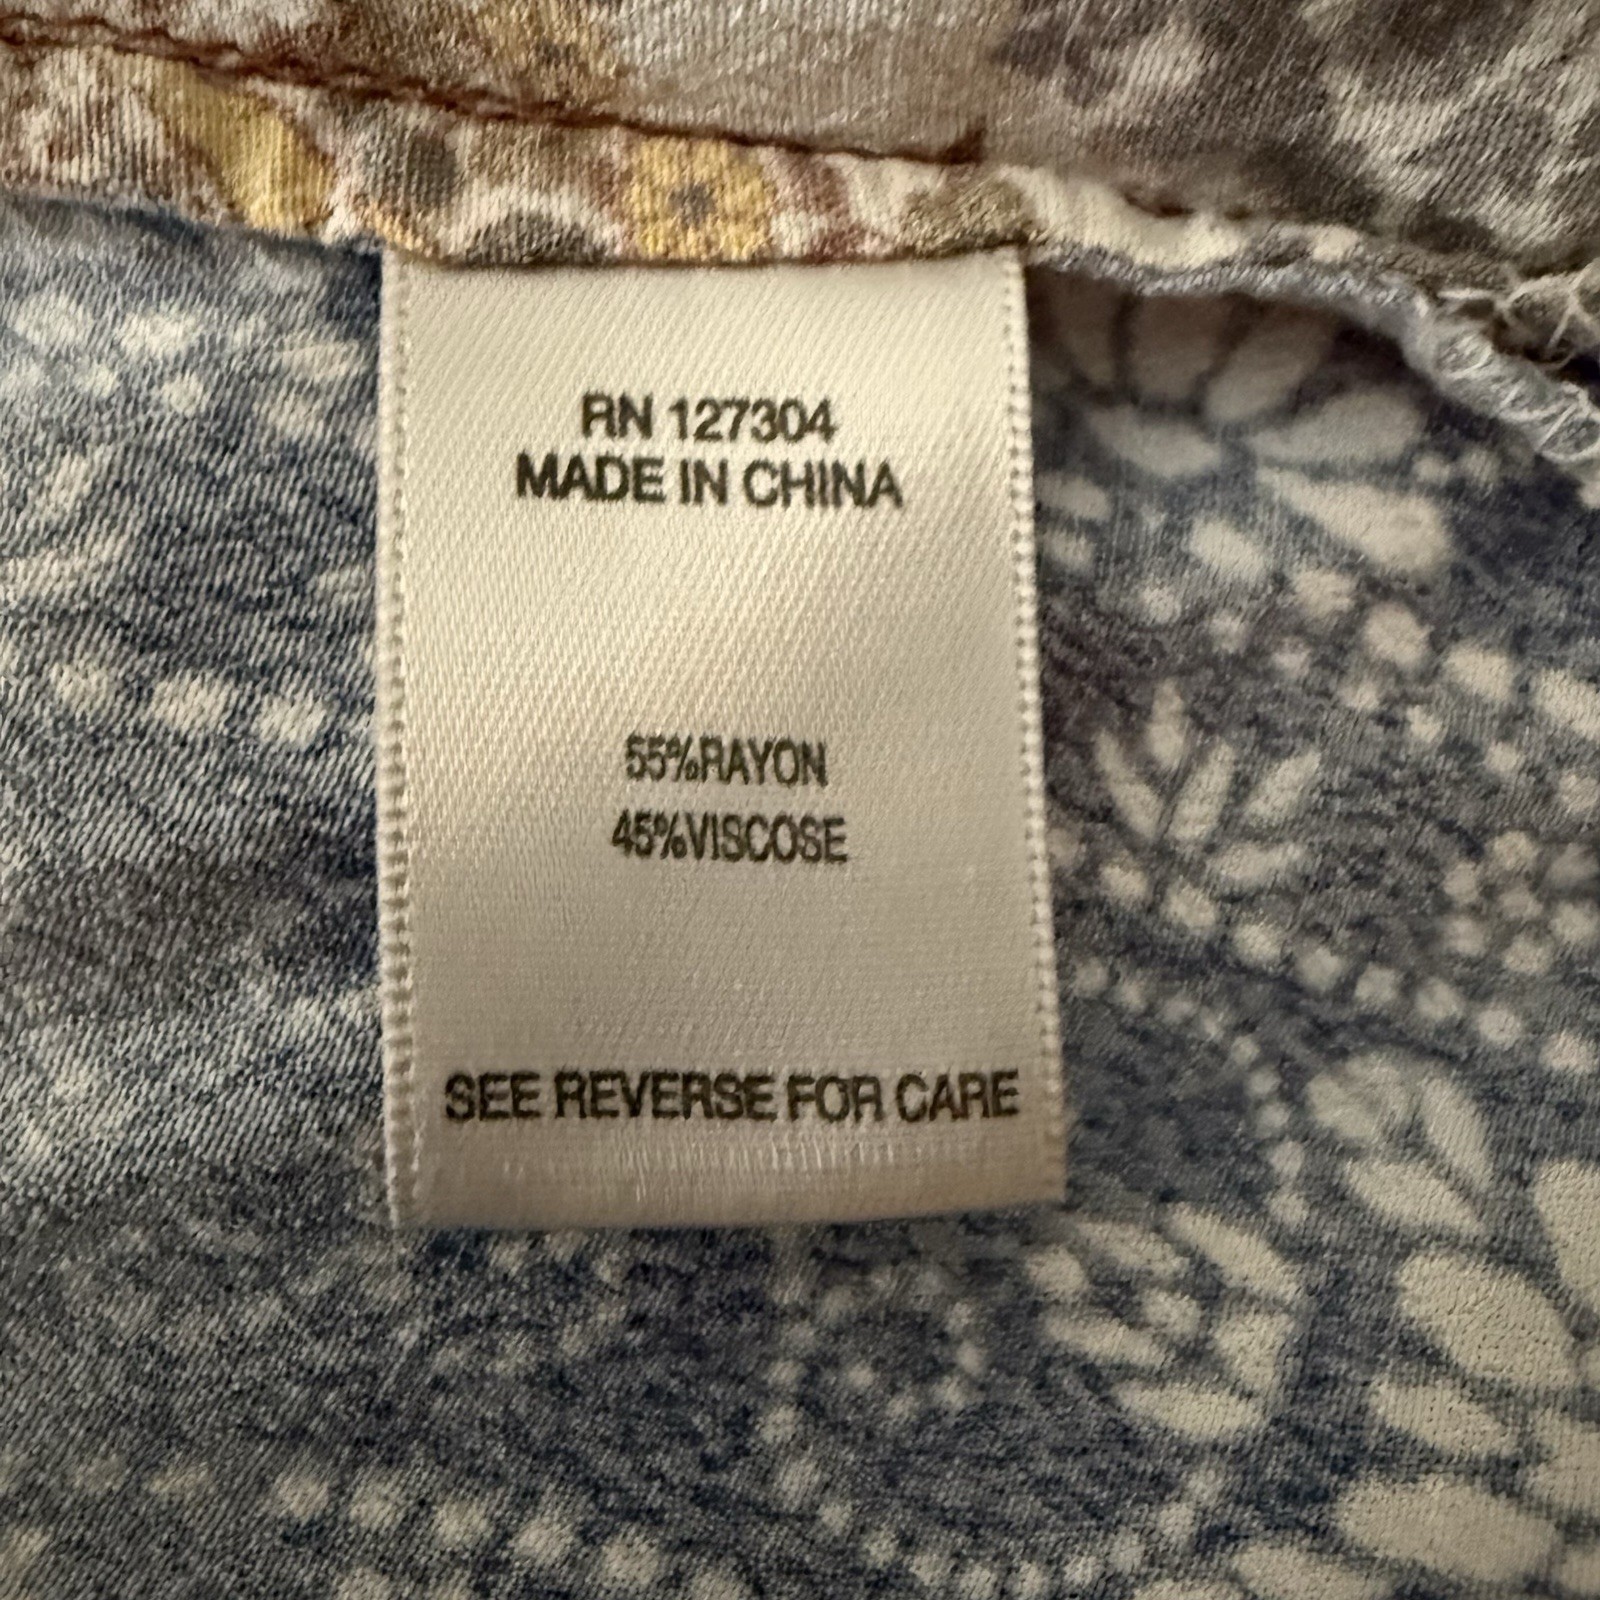 RN 127304
MADE IN CHINA
55%RAYON
45%VISCOSE
SEE REVERSE FOR CARE